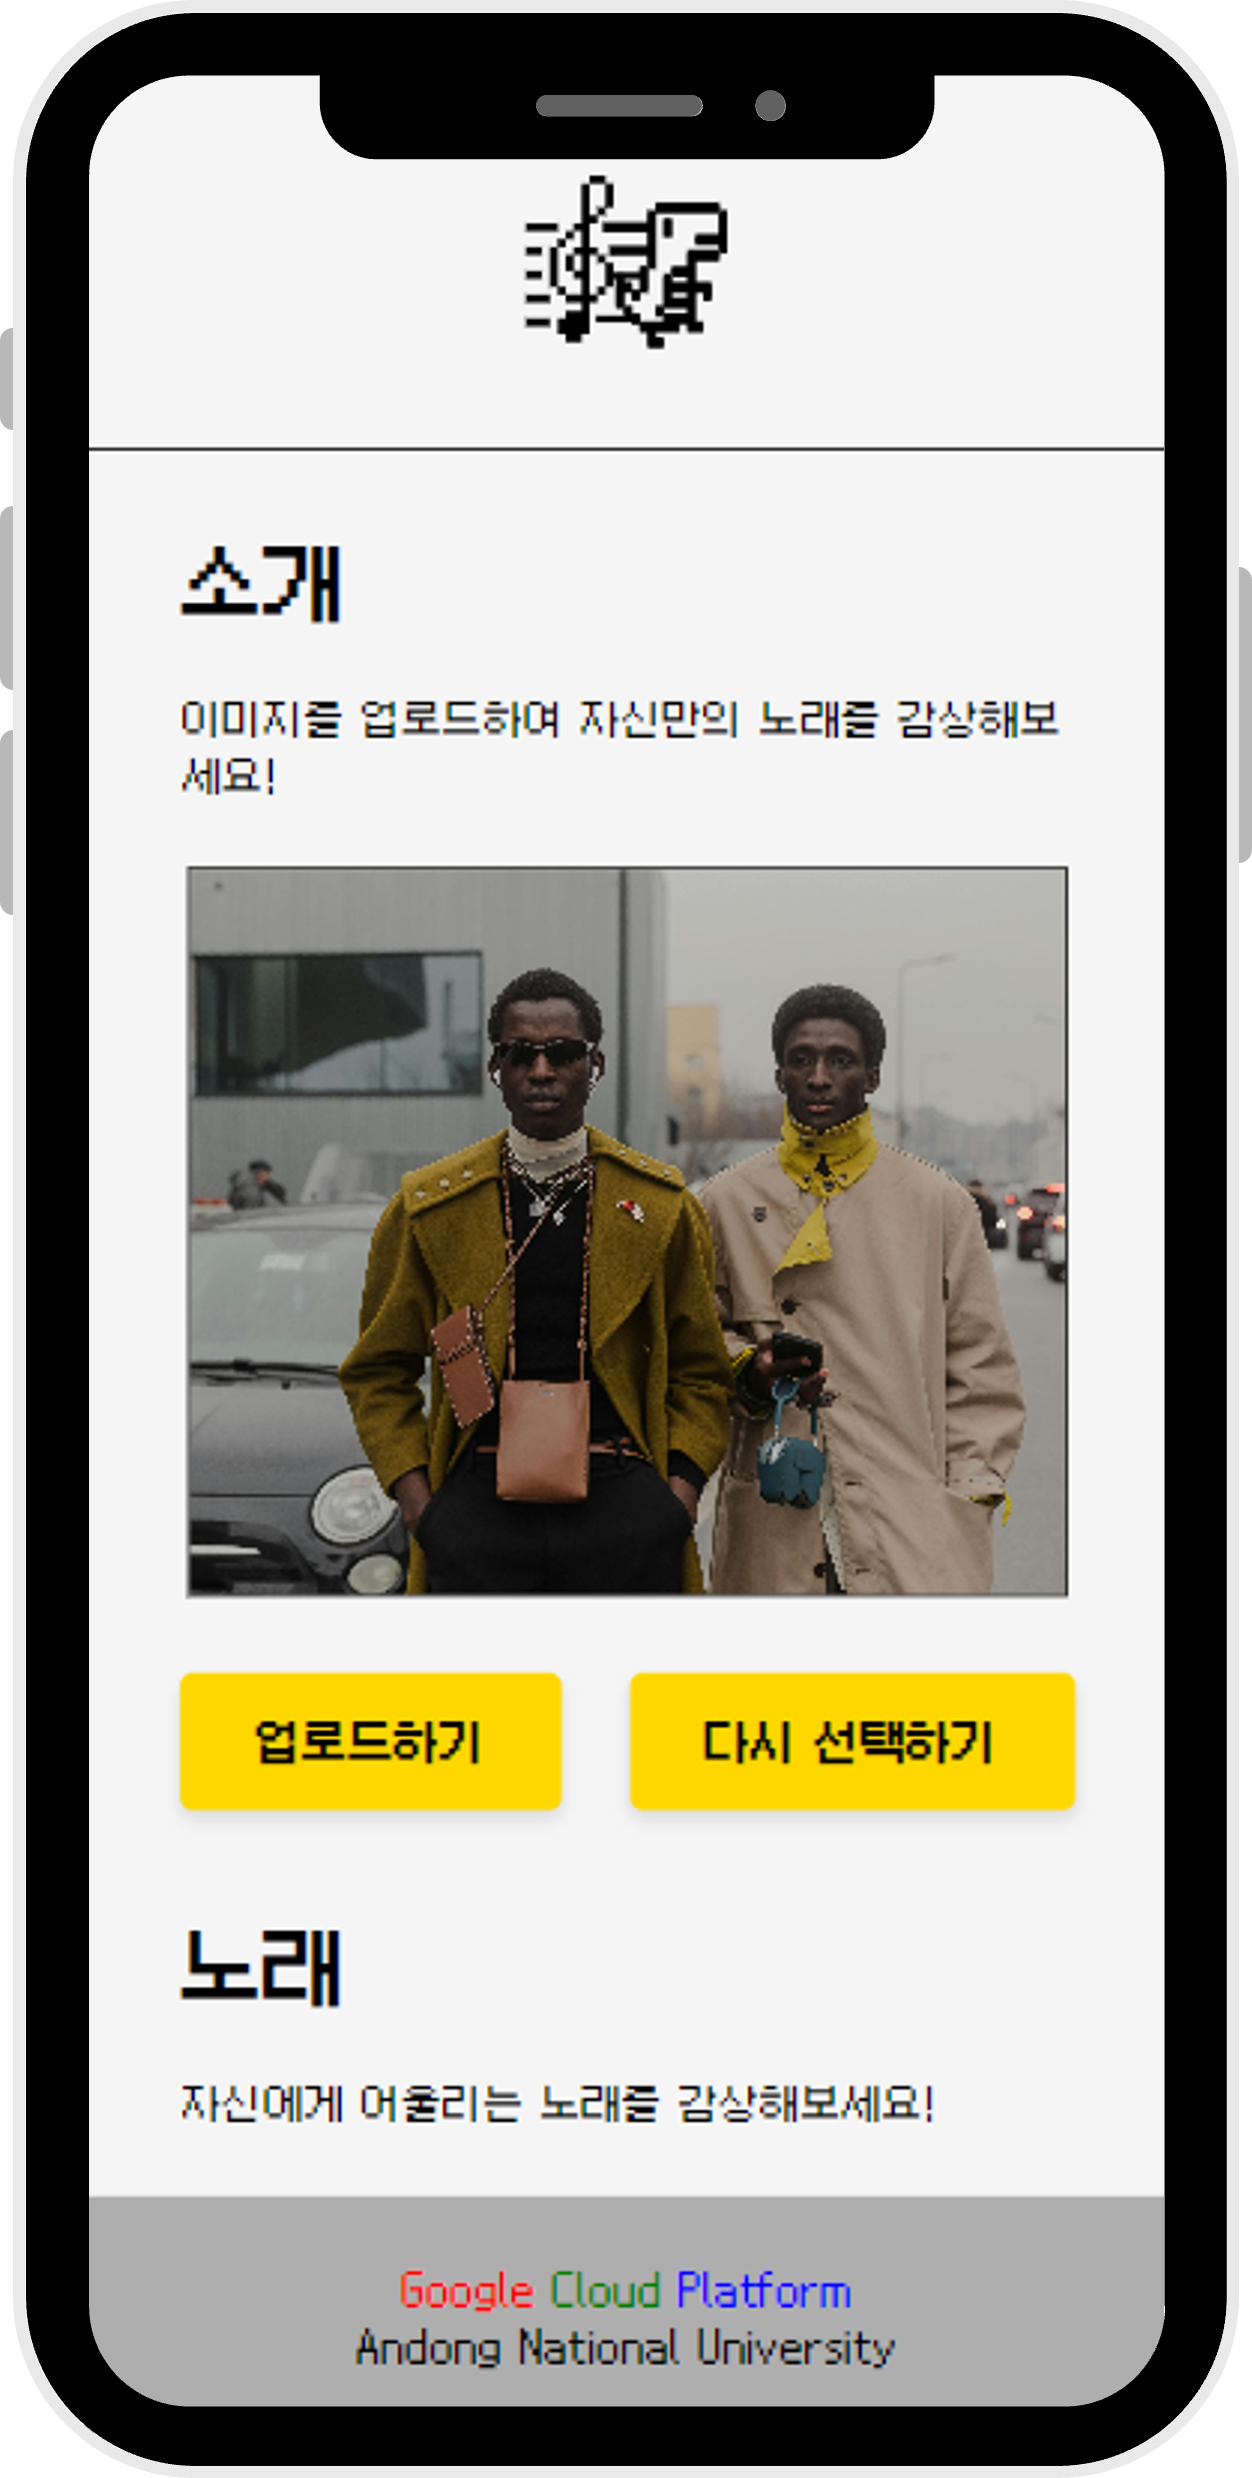 소개
이미지를 업로드하여 자신만의 노래를 감상해보
세요!
업로드하기
다시 선택하기
노래
자신에게 어울리는 노래를 감상해보세요!
Google Cloud Platform
Andong National University